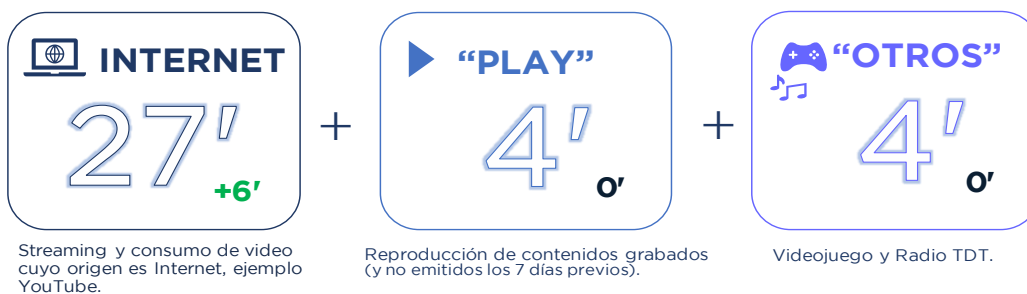 INTERNET
27'
+6'
Streaming y consumo de video
cuyo origen es Internet, ejemplo
YouTube.
+
“PLAY”
4'
0'
Reproducción de contenidos grabados
(y no emitidos los 7 días previos).
+
“OTROS”
4'
0'
Videojuego y Radio TDT.